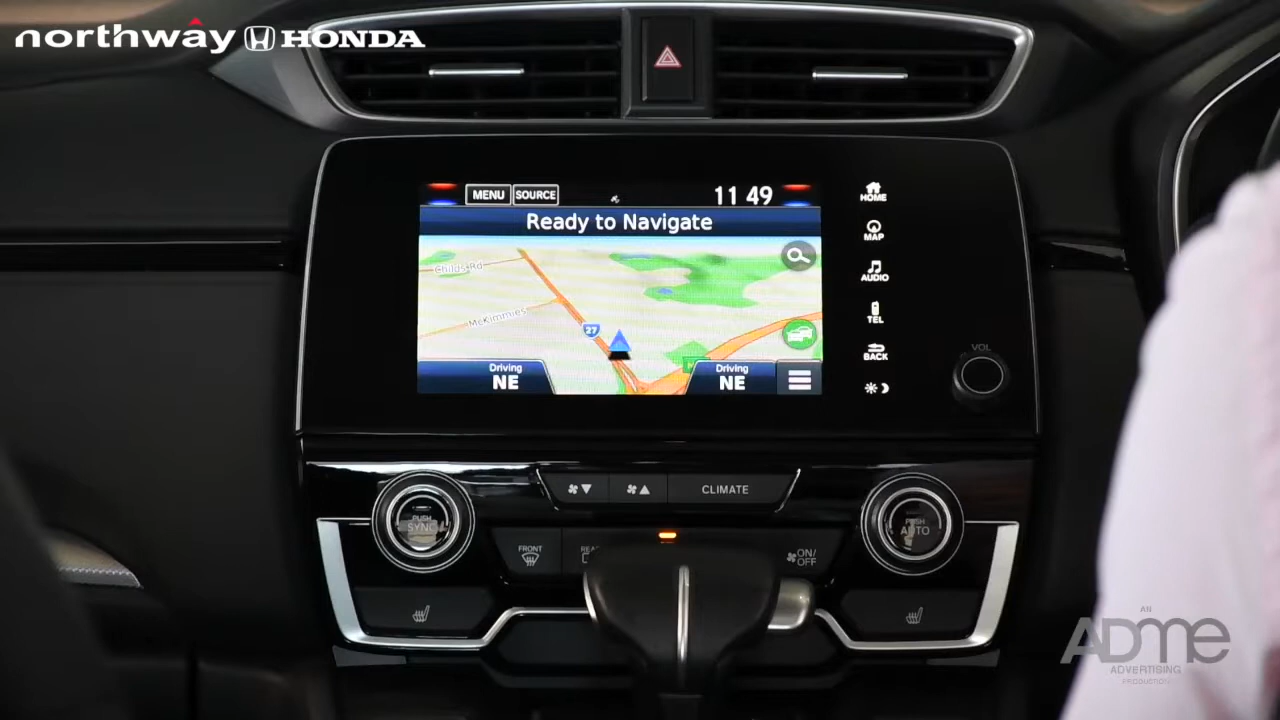 northway HONDA
MENU SOURCE 11 49
Ready to Navigate
Childs Rd
McKimmies
27
Driving
NE
Driving
NE
HOME
MAP
AUDIO
TEL
BACK
VOL
CLIMATE
PUSH
SYNC
PUSH
AUTO
FRONT
ON/
OFF
AN
ADME
ADVERTISING
PRODUCTION